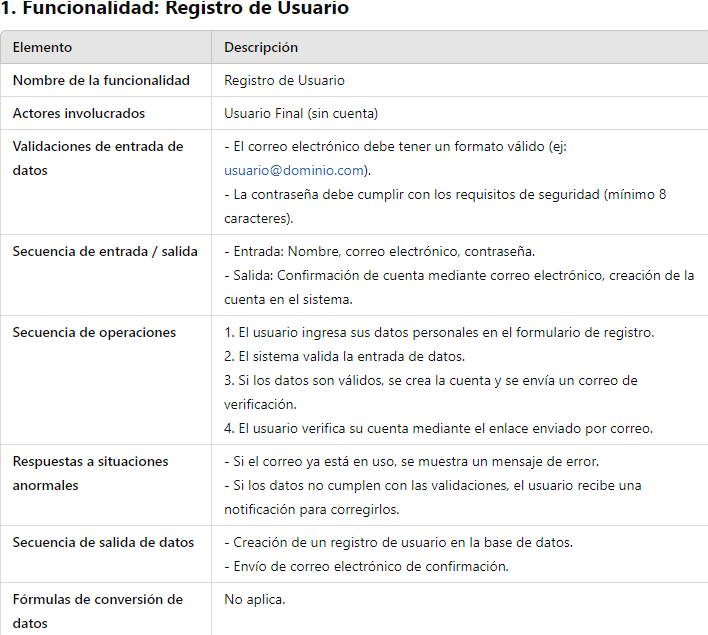 1. Funcionalidad: Registro de Usuario
Elemento Descripción
Nombre de la funcionalidad Registro de Usuario
Actores involucrados Usuario Final (sin cuenta)
Validaciones de entrada de datos
- El correo electrónico debe tener un formato válido (ej:
usuario@dominio.com).
- La contraseña debe cumplir con los requisitos de seguridad (mínimo 8
caracteres).
Secuencia de entrada / salida
- Entrada: Nombre, correo electrónico, contraseña.
- Salida: Confirmación de cuenta mediante correo electrónico, creación de la
cuenta en el sistema.
Secuencia de operaciones
1. El usuario ingresa sus datos personales en el formulario de registro.
2. El sistema valida la entrada de datos.
3. Si los datos son válidos, se crea la cuenta y se envía un correo de
verificación.
4. El usuario verifica su cuenta mediante el enlace enviado por correo.
Respuestas a situaciones
anormales
- Si el correo ya está en uso, se muestra un mensaje de error.
- Si los datos no cumplen con las validaciones, el usuario recibe una
notificación para corregirlos.
Secuencia de salida de datos
- Creación de un registro de usuario en la base de datos.
- Envío de correo electrónico de confirmación.
Fórmulas de conversión de
datos
No aplica.